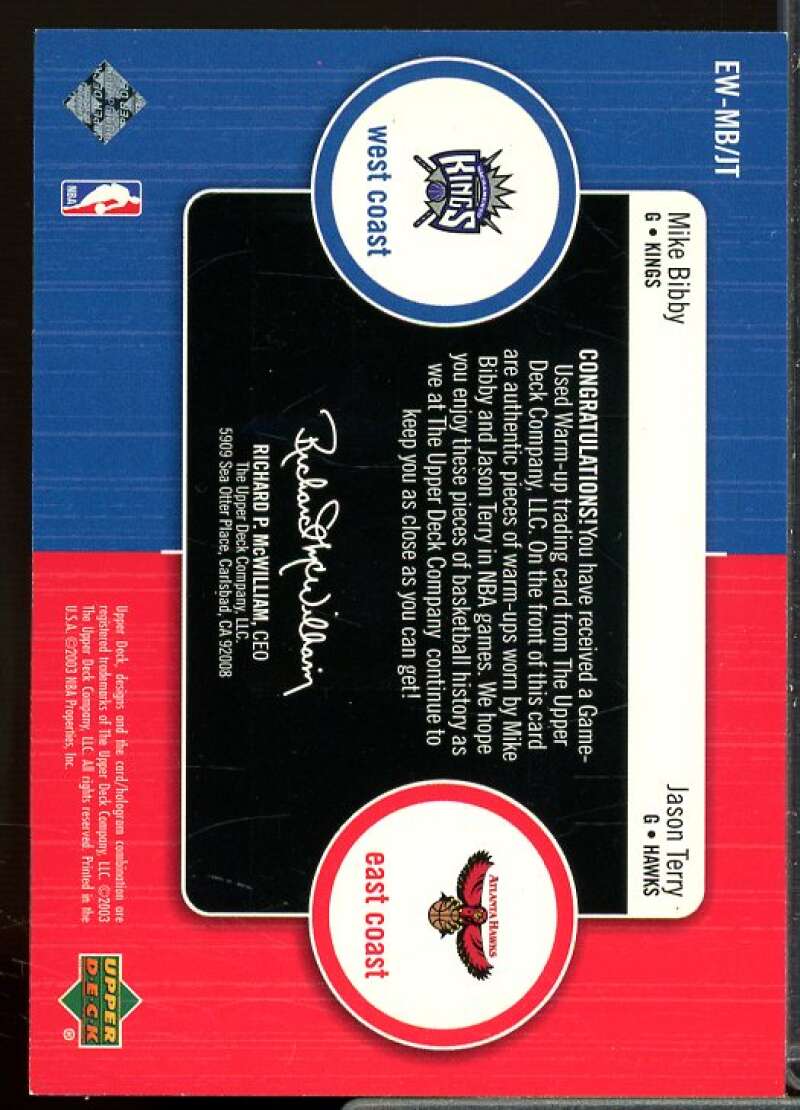 EW-MB/JT
Mike Bibby
G • KINGS
Jason Terry
G • HAWKS
KINGS
west coast
CONGRATULATIONS! You have received a Game-
Used Warm-up trading card from The Upper
Deck Company, LLC. On the front of this card
are authentic pieces of warm-ups worn by Mike
Bibby and Jason Terry in NBA games. We hope
you enjoy these pieces of basketball history as
we at The Upper Deck Company continue to
keep you as close as you can get!
Richard P. McWilliam
RICHARD P. McWILLIAM, CEO
The Upper Deck Company, LLC.
5909 Sea Otter Place, Carlsbad, CA 92008
ATLANTA HAWKS
east coast
NBA
Upper Deck, designs and the card/hologram combination are
registered trademarks of The Upper Deck Company, LLC. ©2003
The Upper Deck Company, LLC. All rights reserved. Printed in the
U.S.A. ©2003 NBA Properties, Inc.
UPPER
DECK
®